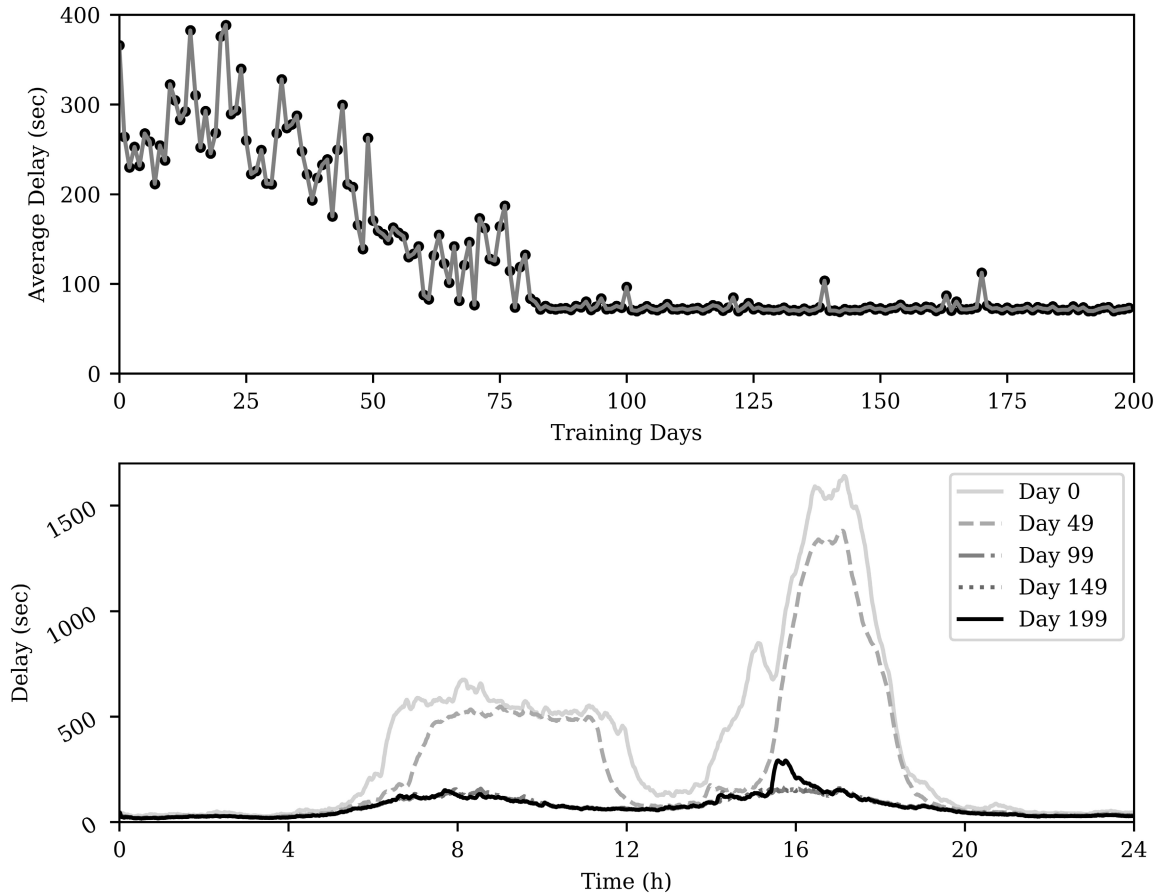 400
300
200
100
0
Average Delay (sec)
0 25 50 75 100 125 150 175 200
Training Days
1500
1000
500
0
Delay (sec)
Day 0
Day 49
Day 99
Day 149
Day 199
0 4 8 12 16 20 24
Time (h)